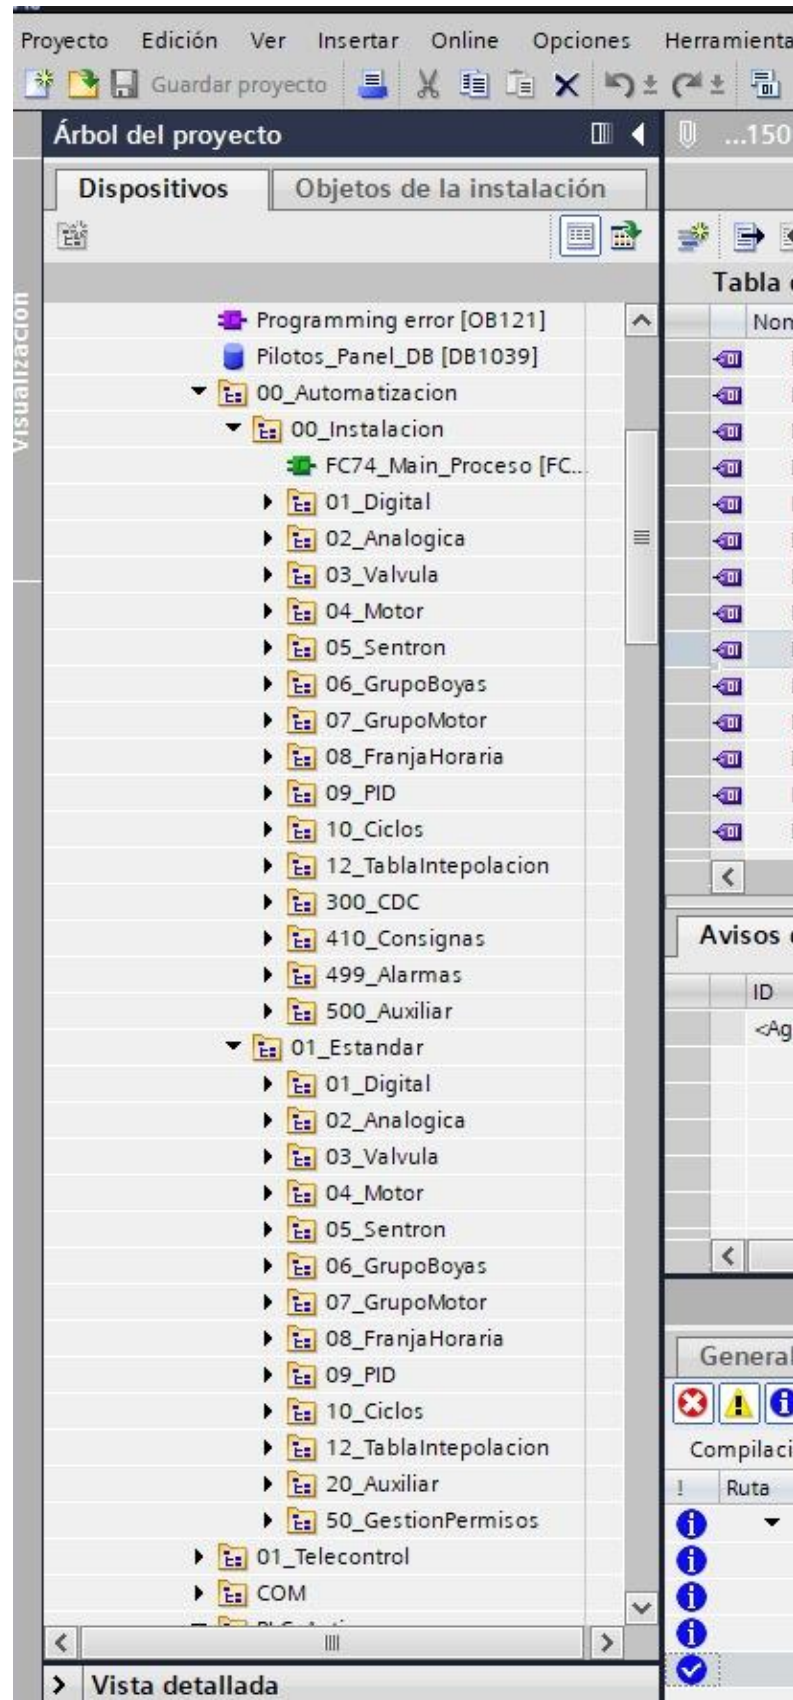 Proyecto Edición Ver Insertar Online Opciones Herramienta
Guardar proyecto
Árbol del proyecto
...150
Dispositivos Objetos de la instalación
Visualización
Tabla
Programming error [OB121]
Pilotos_Panel_DB [DB1039]
00_Automatizacion
00_Instalacion
FC74_Main_Proceso [FC...
01_Digital
02_Analogica
03_Valvula
04_Motor
05_Sentron
06_GrupoBoyas
07_GrupoMotor
08_FranjaHoraria
09_PID
10_Ciclos
12_TablaIntepolacion
300_CDC
410_Consignas
499_Alarmas
500_Auxiliar
01_Estandar
01_Digital
02_Analogica
03_Valvula
04_Motor
05_Sentron
06_GrupoBoyas
07_GrupoMotor
08_FranjaHoraria
09_PID
10_Ciclos
12_TablaIntepolacion
20_Auxiliar
50_GestionPermisos
01_Telecontrol
COM
Vista detallada
Nom
Avisos
ID
<Ag
General
Compilaci
! Ruta